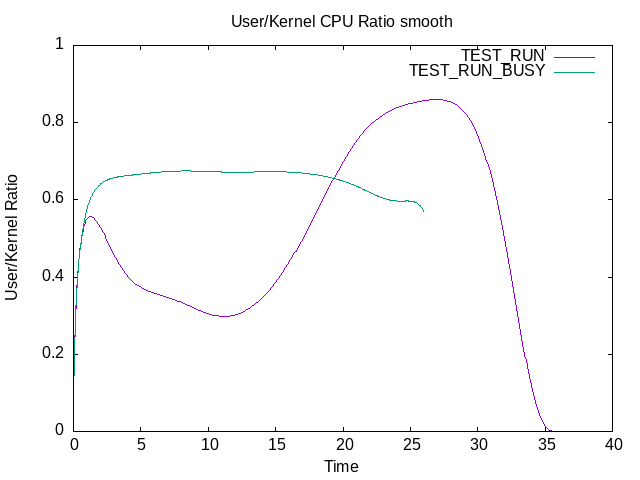 User/Kernel CPU Ratio smooth
TEST_RUN
TEST_RUN_BUSY
User/Kernel Ratio
1
0.8
0.6
0.4
0.2
0
0 5 10 15 20 25 30 35 40
Time